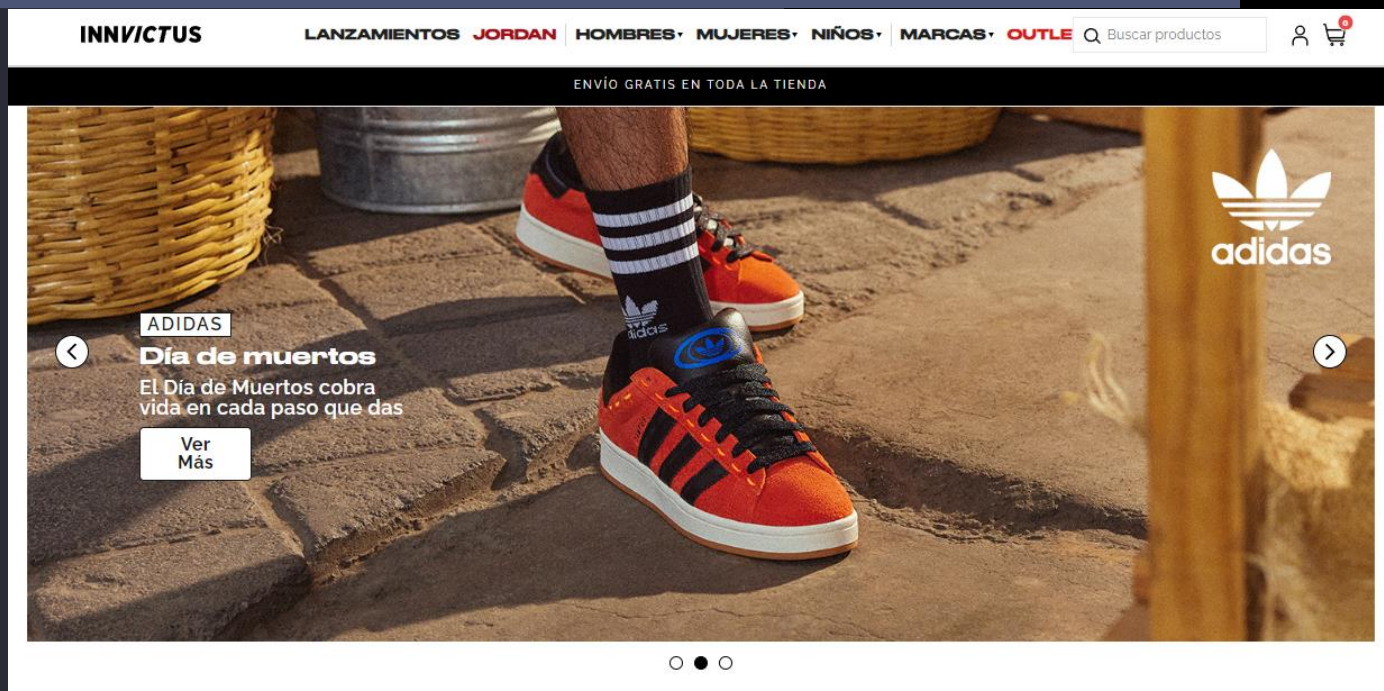 INNVICTUS
LANZAMIENTOS JORDAN HOMBRES MUJERES NIÑOS MARCAS OUTLE
Buscar productos
0
ENVÍO GRATIS EN TODA LA TIENDA
adidas
adidas
ADIDAS
Día de muertos
El Día de Muertos cobra
vida en cada paso que das
Ver
Más